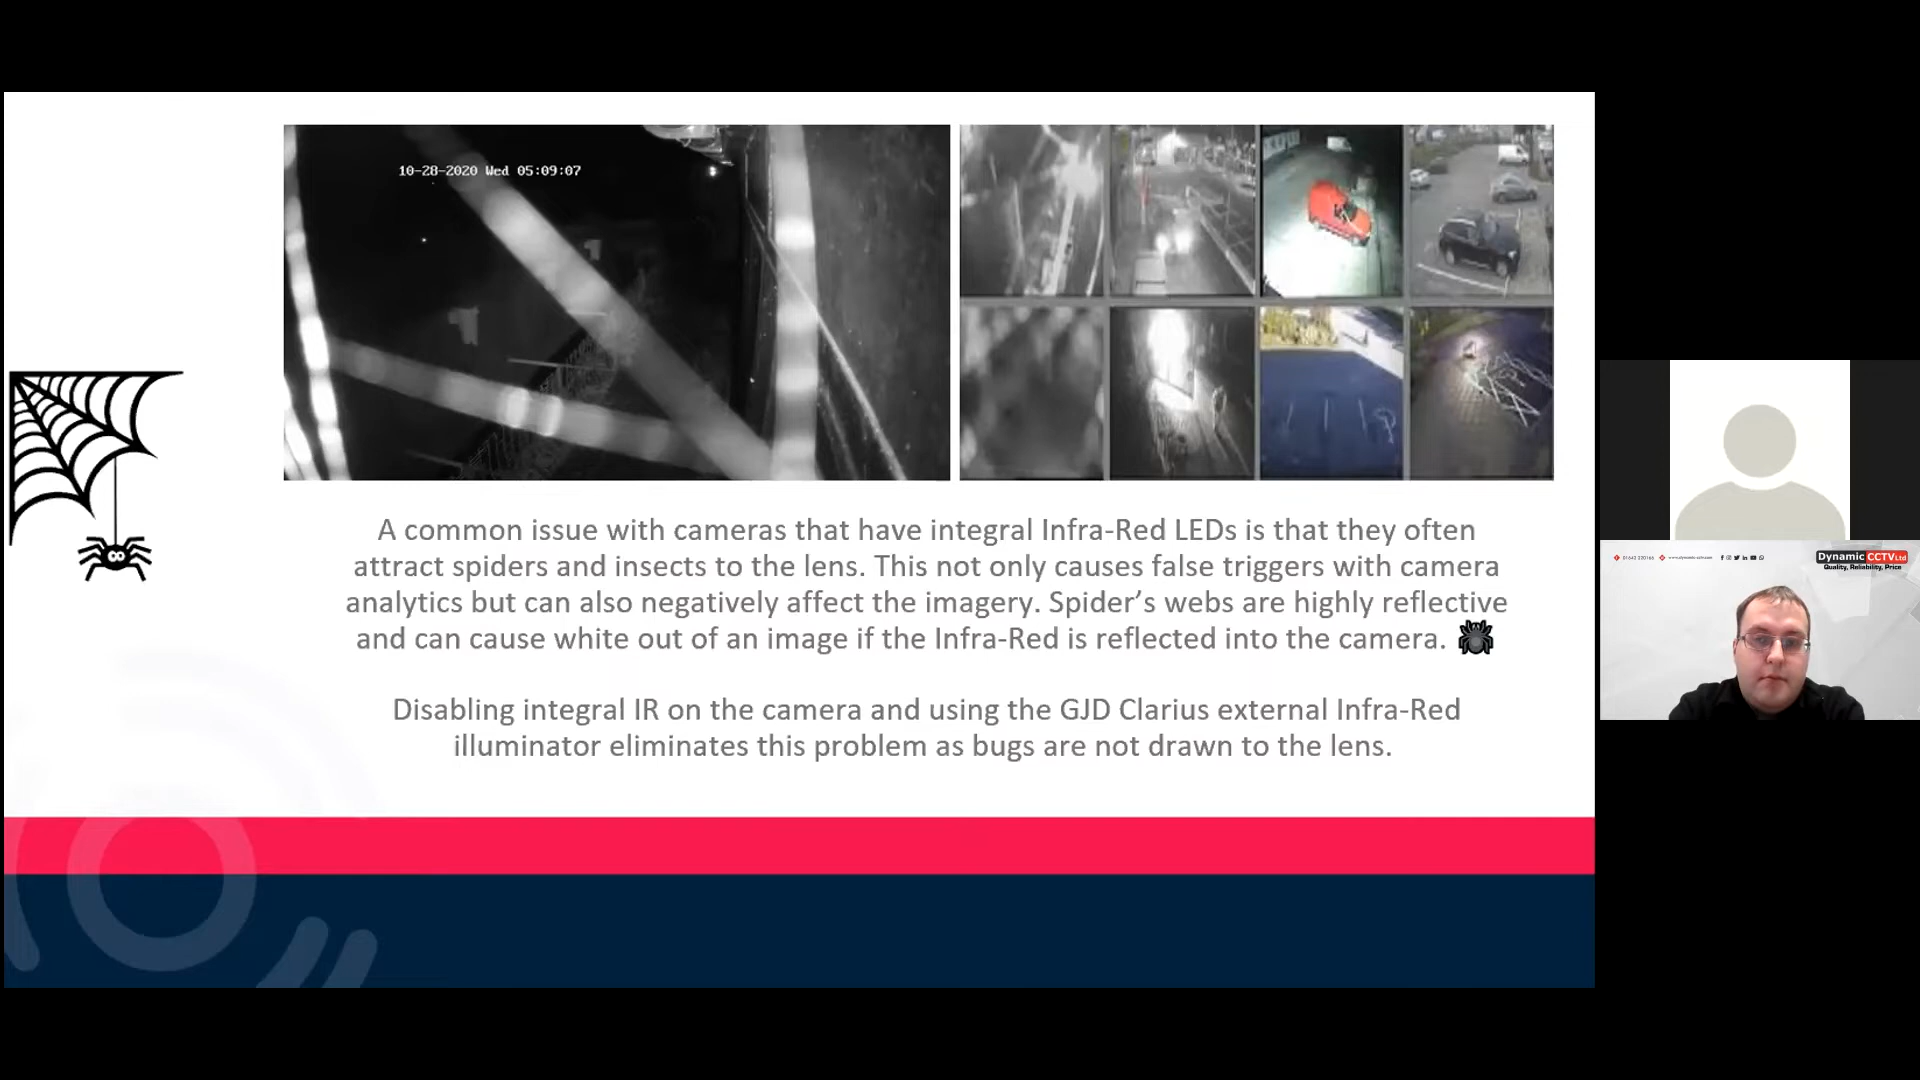 10-28-2020 Wed 05:09:07
A common issue with cameras that have integral Infra-Red LEDs is that they often
attract spiders and insects to the lens. This not only causes false triggers with camera
analytics but can also negatively affect the imagery. Spider’s webs are highly reflective
and can cause white out of an image if the Infra-Red is reflected into the camera.
Disabling integral IR on the camera and using the GJD Clarius external Infra-Red
illuminator eliminates this problem as bugs are not drawn to the lens.
www.dynamic-cctv.com
Dynamic CCTV Ltd
Quality, Reliability, Price